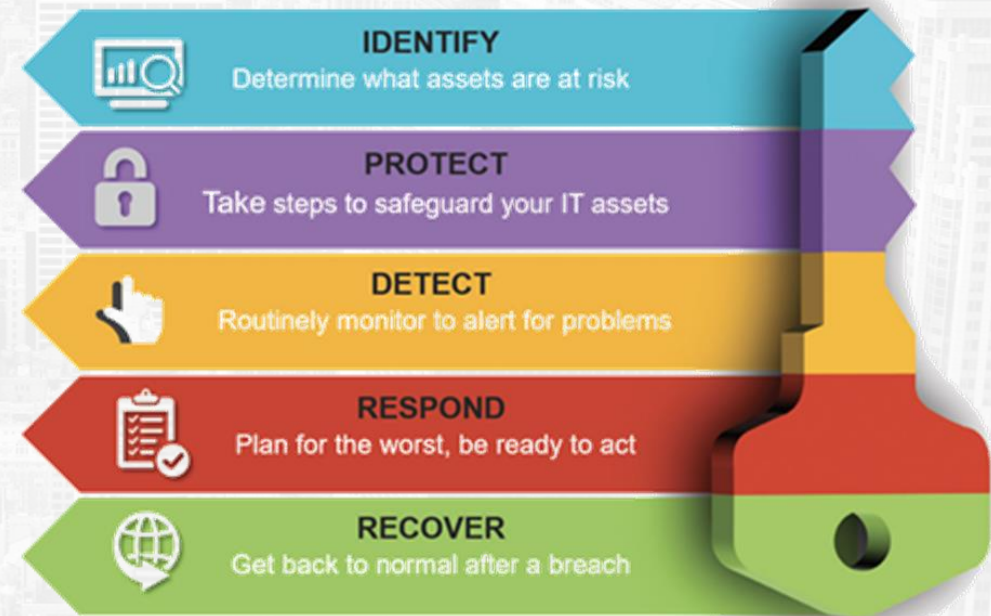 IDENTIFY
Determine what assets are at risk
PROTECT
Take steps to safeguard your IT assets
DETECT
Routinely monitor to alert for problems
RESPOND
Plan for the worst, be ready to act
RECOVER
Get back to normal after a breach